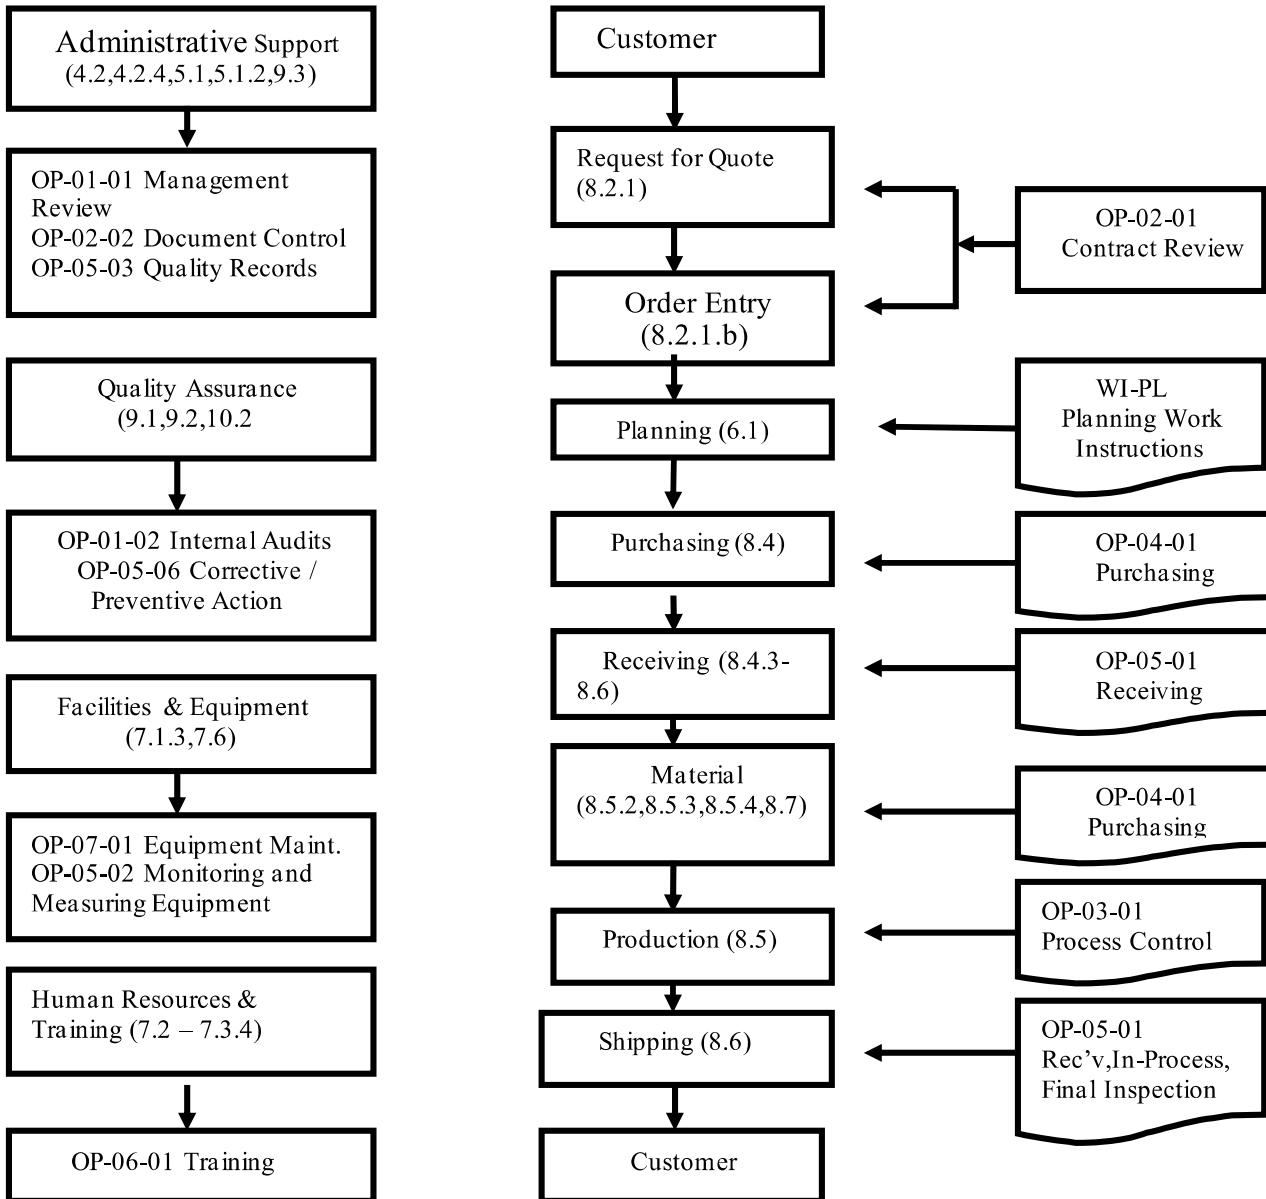 Administrative Support
(4.2,4.2.4,5.1,5.1.2,9.3)
OP-01-01 Management
Review
OP-02-02 Document Control
OP-05-03 Quality Records
Quality Assurance
(9.1,9.2,10.2
OP-01-02 Internal Audits
OP-05-06 Corrective /
Preventive Action
Facilities & Equipment
(7.1.3,7.6)
OP-07-01 Equipment Maint.
OP-05-02 Monitoring and
Measuring Equipment
Human Resources &
Training (7.2 – 7.3.4)
OP-06-01 Training
Customer
Request for Quote
(8.2.1)
Order Entry
(8.2.1.b)
Planning (6.1)
Purchasing (8.4)
Receiving (8.4.3-
8.6)
Material
(8.5.2,8.5.3,8.5.4,8.7)
Production (8.5)
Shipping (8.6)
Customer
OP-02-01
Contract Review
WI-PL
Planning Work
Instructions
OP-04-01
Purchasing
OP-05-01
Receiving
OP-04-01
Purchasing
OP-03-01
Process Control
OP-05-01
Rec'v,In-Process,
Final Inspection